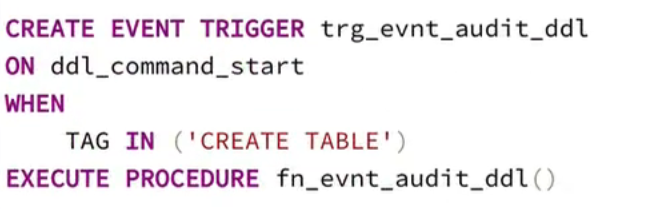 CREATE EVENT TRIGGER trg_evnt_audit_ddl
ON ddl_command_start
WHEN
TAG IN ('CREATE TABLE')
EXECUTE PROCEDURE fn_evnt_audit_ddl()